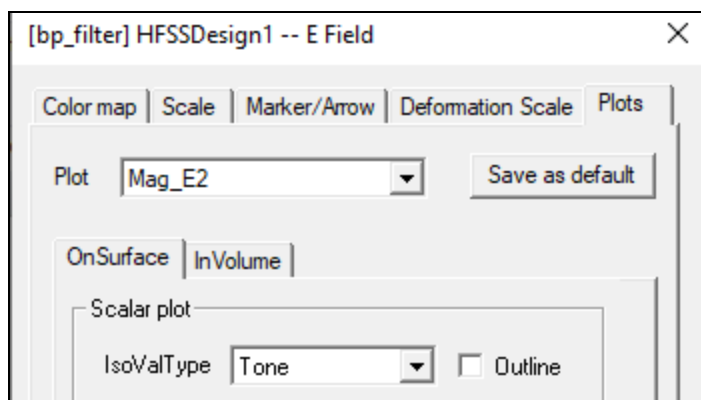 [bp_filter] HFSSDesign1 -- E Field
Color map Scale Marker/Arrow Deformation Scale Plots
Plot Mag_E2 Save as default
OnSurface InVolume
Scalar plot
IsoValType Tone Outline